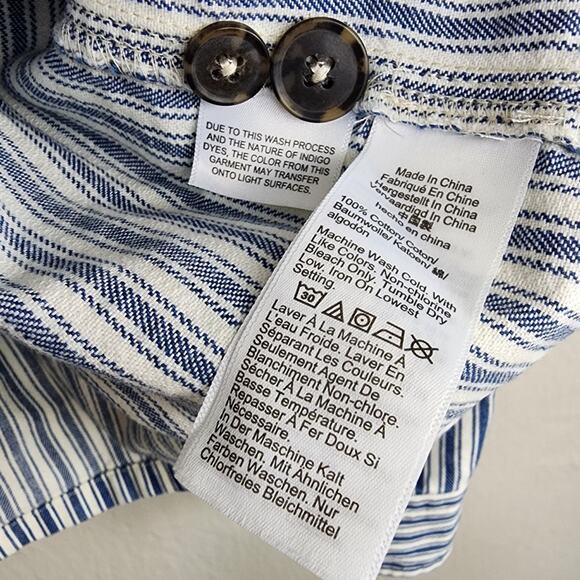 DUE TO THIS WASH PROCESS
AND THE NATURE OF INDIGO
DYES, THE COLOR FROM THIS
GARMENT MAY TRANSFER
ONTO LIGHT SURFACES.
Made In China
Fabriqué En Chine
Hergestellt In China
Vervaardigd In China
中国製
hecho en china
100% Cotton/ Coton/
Baumwolle/ Katoen/ 綿/
algodón
Machine Wash Cold. With
Like Colors. Non-chlorine
Bleach Only. Tumble Dry
Low. Iron On Lowest
Setting.
30
Laver À La Machine À
L'eau Froide. Laver En
Séparant Les Couleurs.
Seulement Agent De
Blanchiment Non-chlore.
Sécher À La Machine À
Basse Température.
Repasser À Fer Doux Si
Nécessaire.
In Der Maschine Kalt
Waschen. Mit Ähnlichen
Farben Waschen. Nur
Chlorfreies Bleichmittel